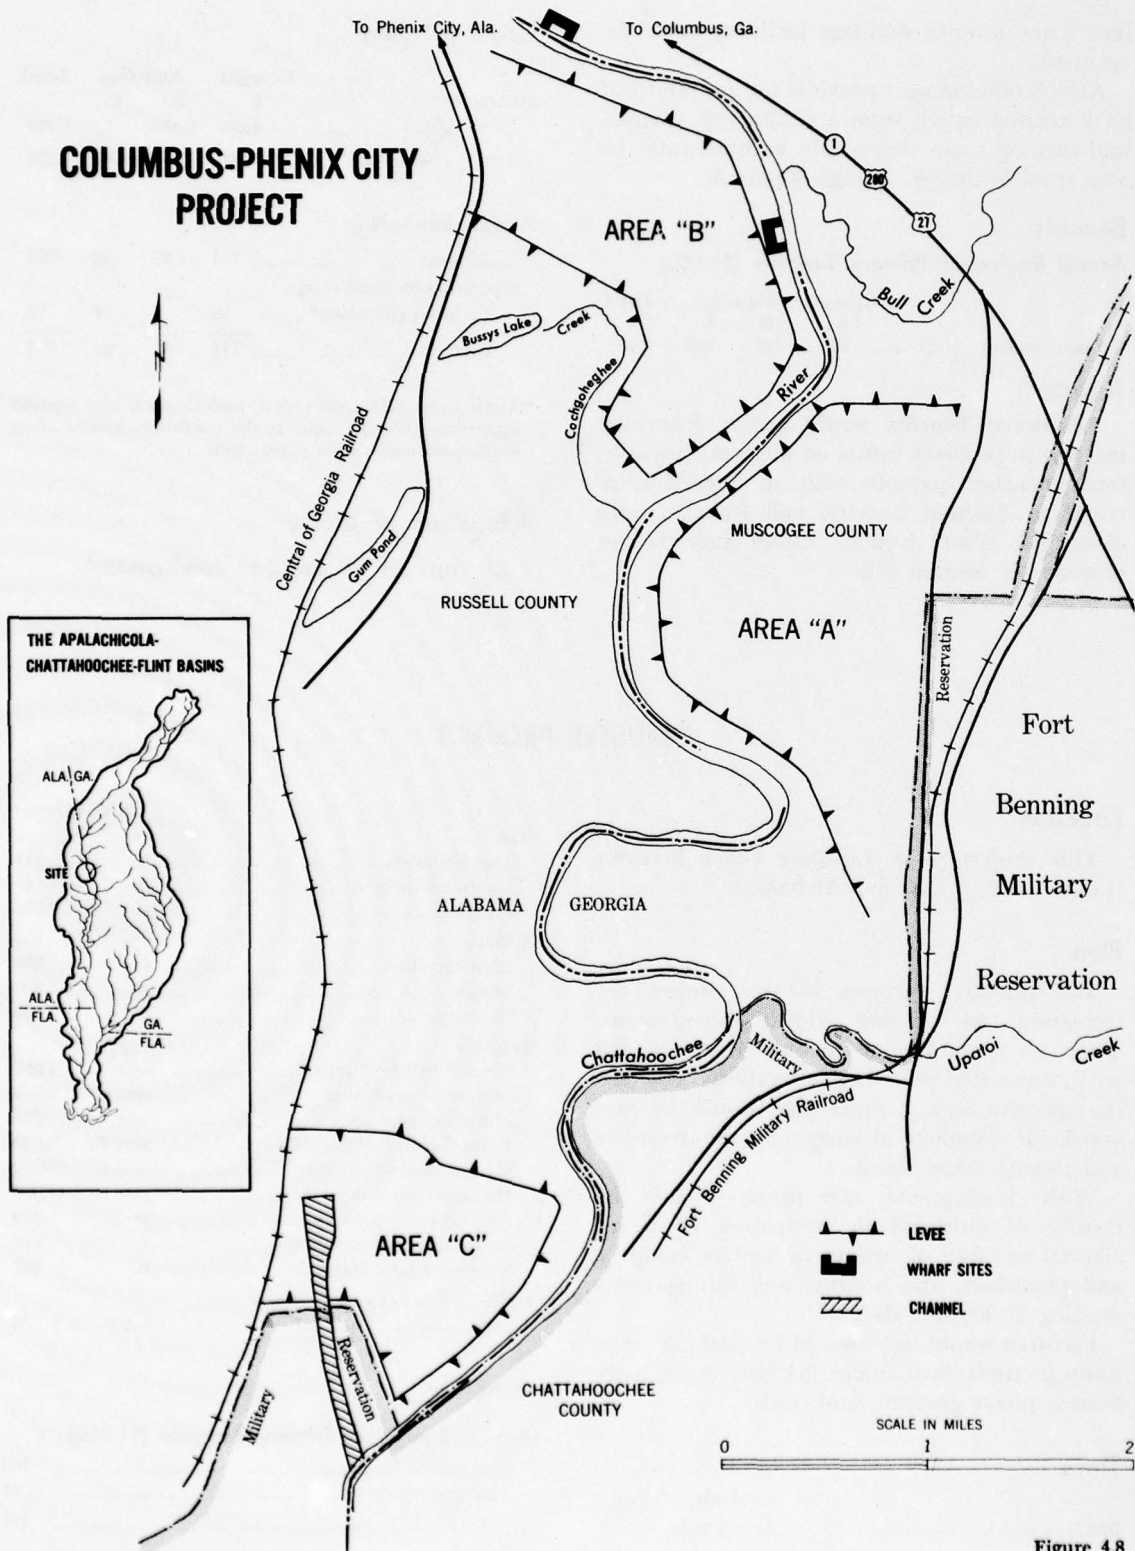 To Phenix City, Ala.
To Columbus, Ga.
COLUMBUS-PHENIX CITY
PROJECT
1
280
27
AREA "B"
Bull Creek
N
Bussys Lake
Creek
Cochgoheghee
River
Central of Georgia Railroad
Gum Pond
MUSCOGEE COUNTY
RUSSELL COUNTY
AREA "A"
Reservation
Fort
Benning
Military
Reservation
THE APALACHICOLA-
CHATTAHOOCHEE-FLINT BASINS
ALA. GA.
SITE
ALA.
FLA.
GA.
FLA.
ALABAMA
GEORGIA
Chattahoochee
Military
Upatoi
Creek
Fort Benning Military Railroad
AREA "C"
LEVEE
WHARF SITES
CHANNEL
Reservation
Military
CHATTAHOOCHEE
COUNTY
SCALE IN MILES
0 1 2
Figure 48